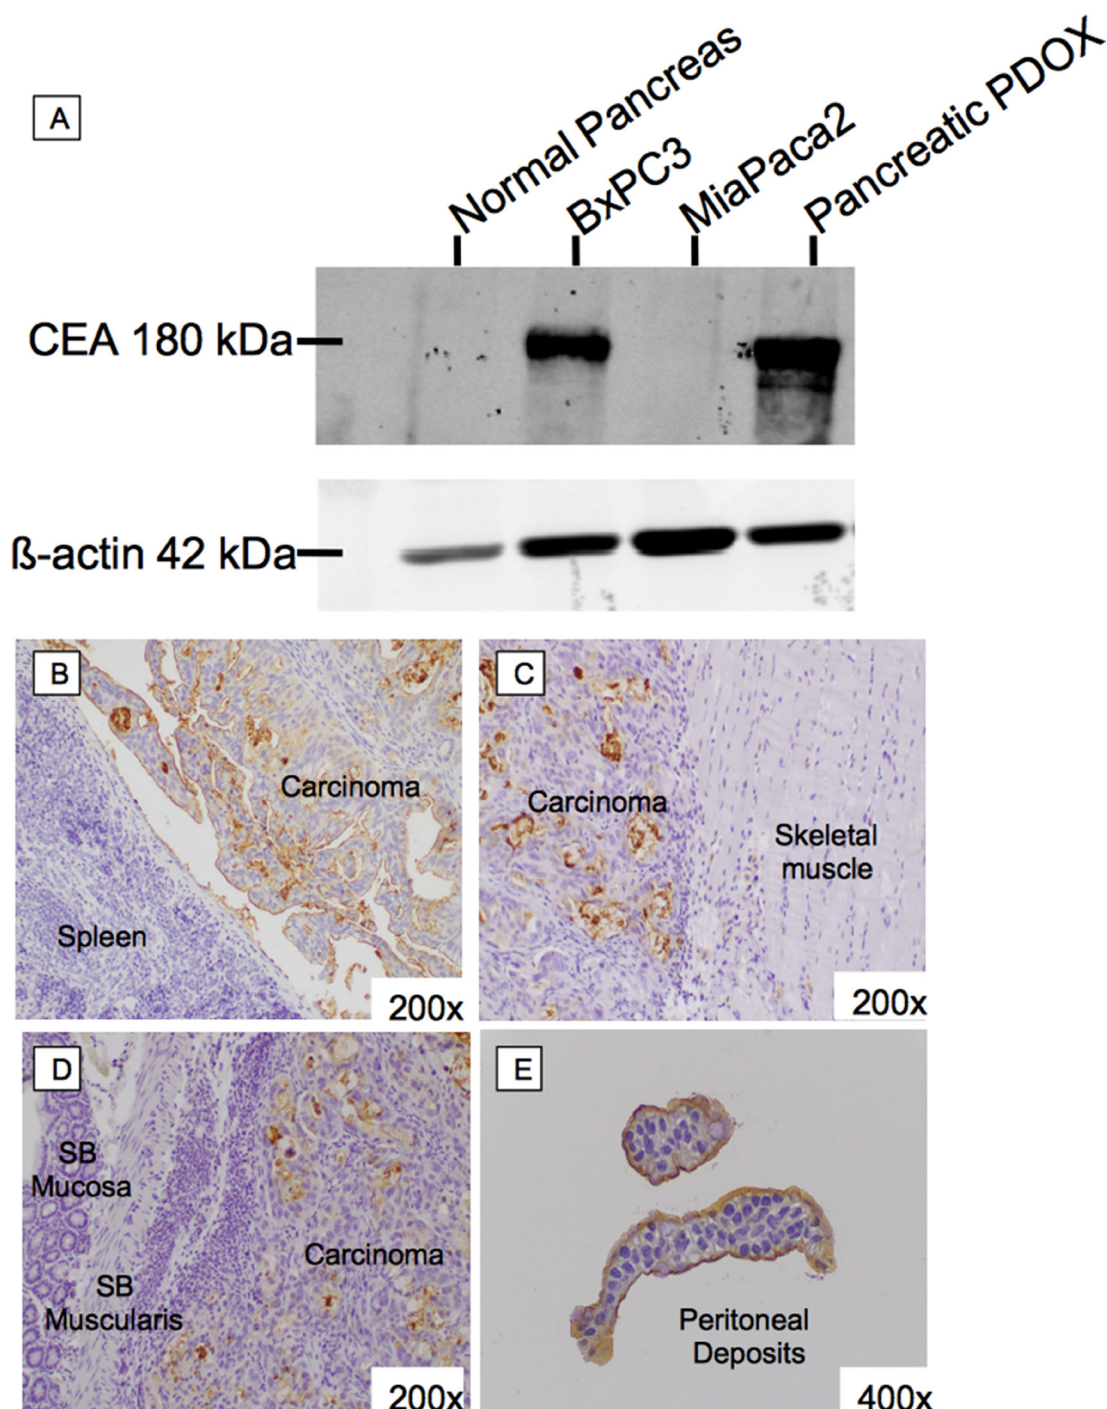 A
Normal Pancreas
BxPC3
MiaPaca2
Pancreatic PDOX
CEA 180 kDa
ß-actin 42 kDa
B
Carcinoma
Spleen
200x
C
Carcinoma
Skeletal
muscle
200x
D
SB
Mucosa
SB
Muscularis
Carcinoma
200x
E
Peritoneal
Deposits
400x